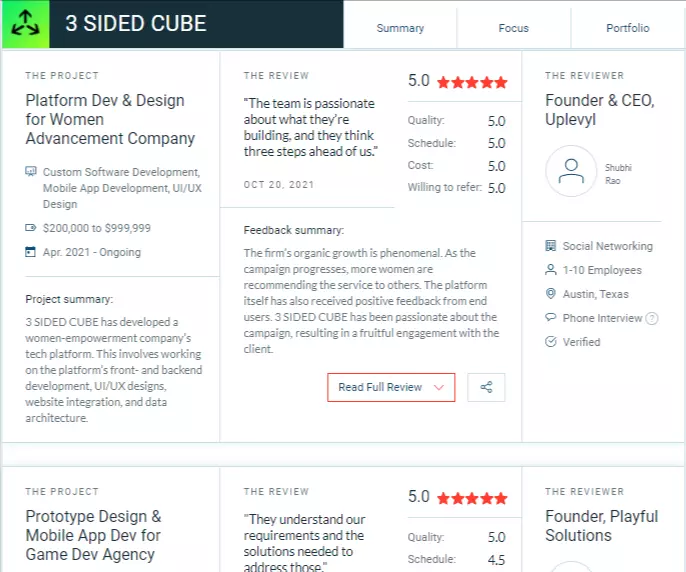 3 SIDED CUBE
Summary
Focus
Portfolio
THE PROJECT
Platform Dev & Design
for Women
Advancement Company
Custom Software Development,
Mobile App Development, UI/UX
Design
$200,000 to $999,999
Apr. 2021 - Ongoing
Project summary:
3 SIDED CUBE has developed a
women-empowerment company's
tech platform. This involves working
on the platform's front- and backend
development, UI/UX designs,
website integration, and data
architecture.
THE REVIEW
"The team is passionate
about what they're
building, and they think
three steps ahead of us."
OCT 20, 2021
5.0
Quality: 5.0
Schedule: 5.0
Cost: 5.0
Willing to refer: 5.0
Feedback summary:
The firm's organic growth is phenomenal. As the
campaign progresses, more women are
recommending the service to others. The platform
itself has also received positive feedback from end
users. 3 SIDED CUBE has been passionate about the
campaign, resulting in a fruitful engagement with the
client.
Read Full Review
THE REVIEWER
Founder & CEO,
Uplevyl
Shubhi
Rao
Social Networking
1-10 Employees
Austin, Texas
Phone Interview ?
Verified
THE PROJECT
Prototype Design &
Mobile App Dev for
Game Dev Agency
THE REVIEW
"They understand our
requirements and the
solutions needed to
address those."
5.0
Quality: 5.0
Schedule: 4.5
THE REVIEWER
Founder, Playful
Solutions